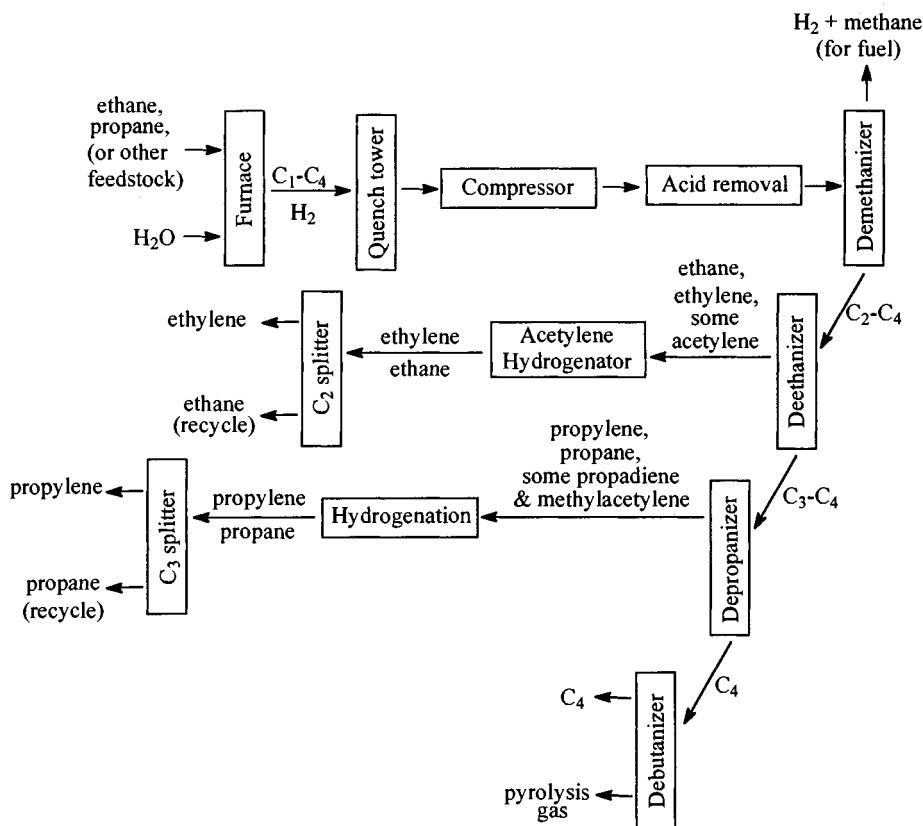 H₂ + methane
(for fuel)
ethane,
propane,
(or other
feedstock)
H₂O
Furnace
C₁-C₄
H₂
Quench tower
Compressor
Acid removal
Demethanizer
C₂-C₄
ethane,
ethylene,
some
acetylene
Deethanizer
Acetylene
Hydrogenator
ethylene
ethane
C₂ splitter
ethylene
ethane
(recycle)
C₃-C₄
propylene,
propane,
some propadiene
& methylacetylene
Depropanizer
Hydrogenation
propylene
propane
C₃ splitter
propylene
propane
(recycle)
C₄
Debutanizer
C₄
pyrolysis
gas